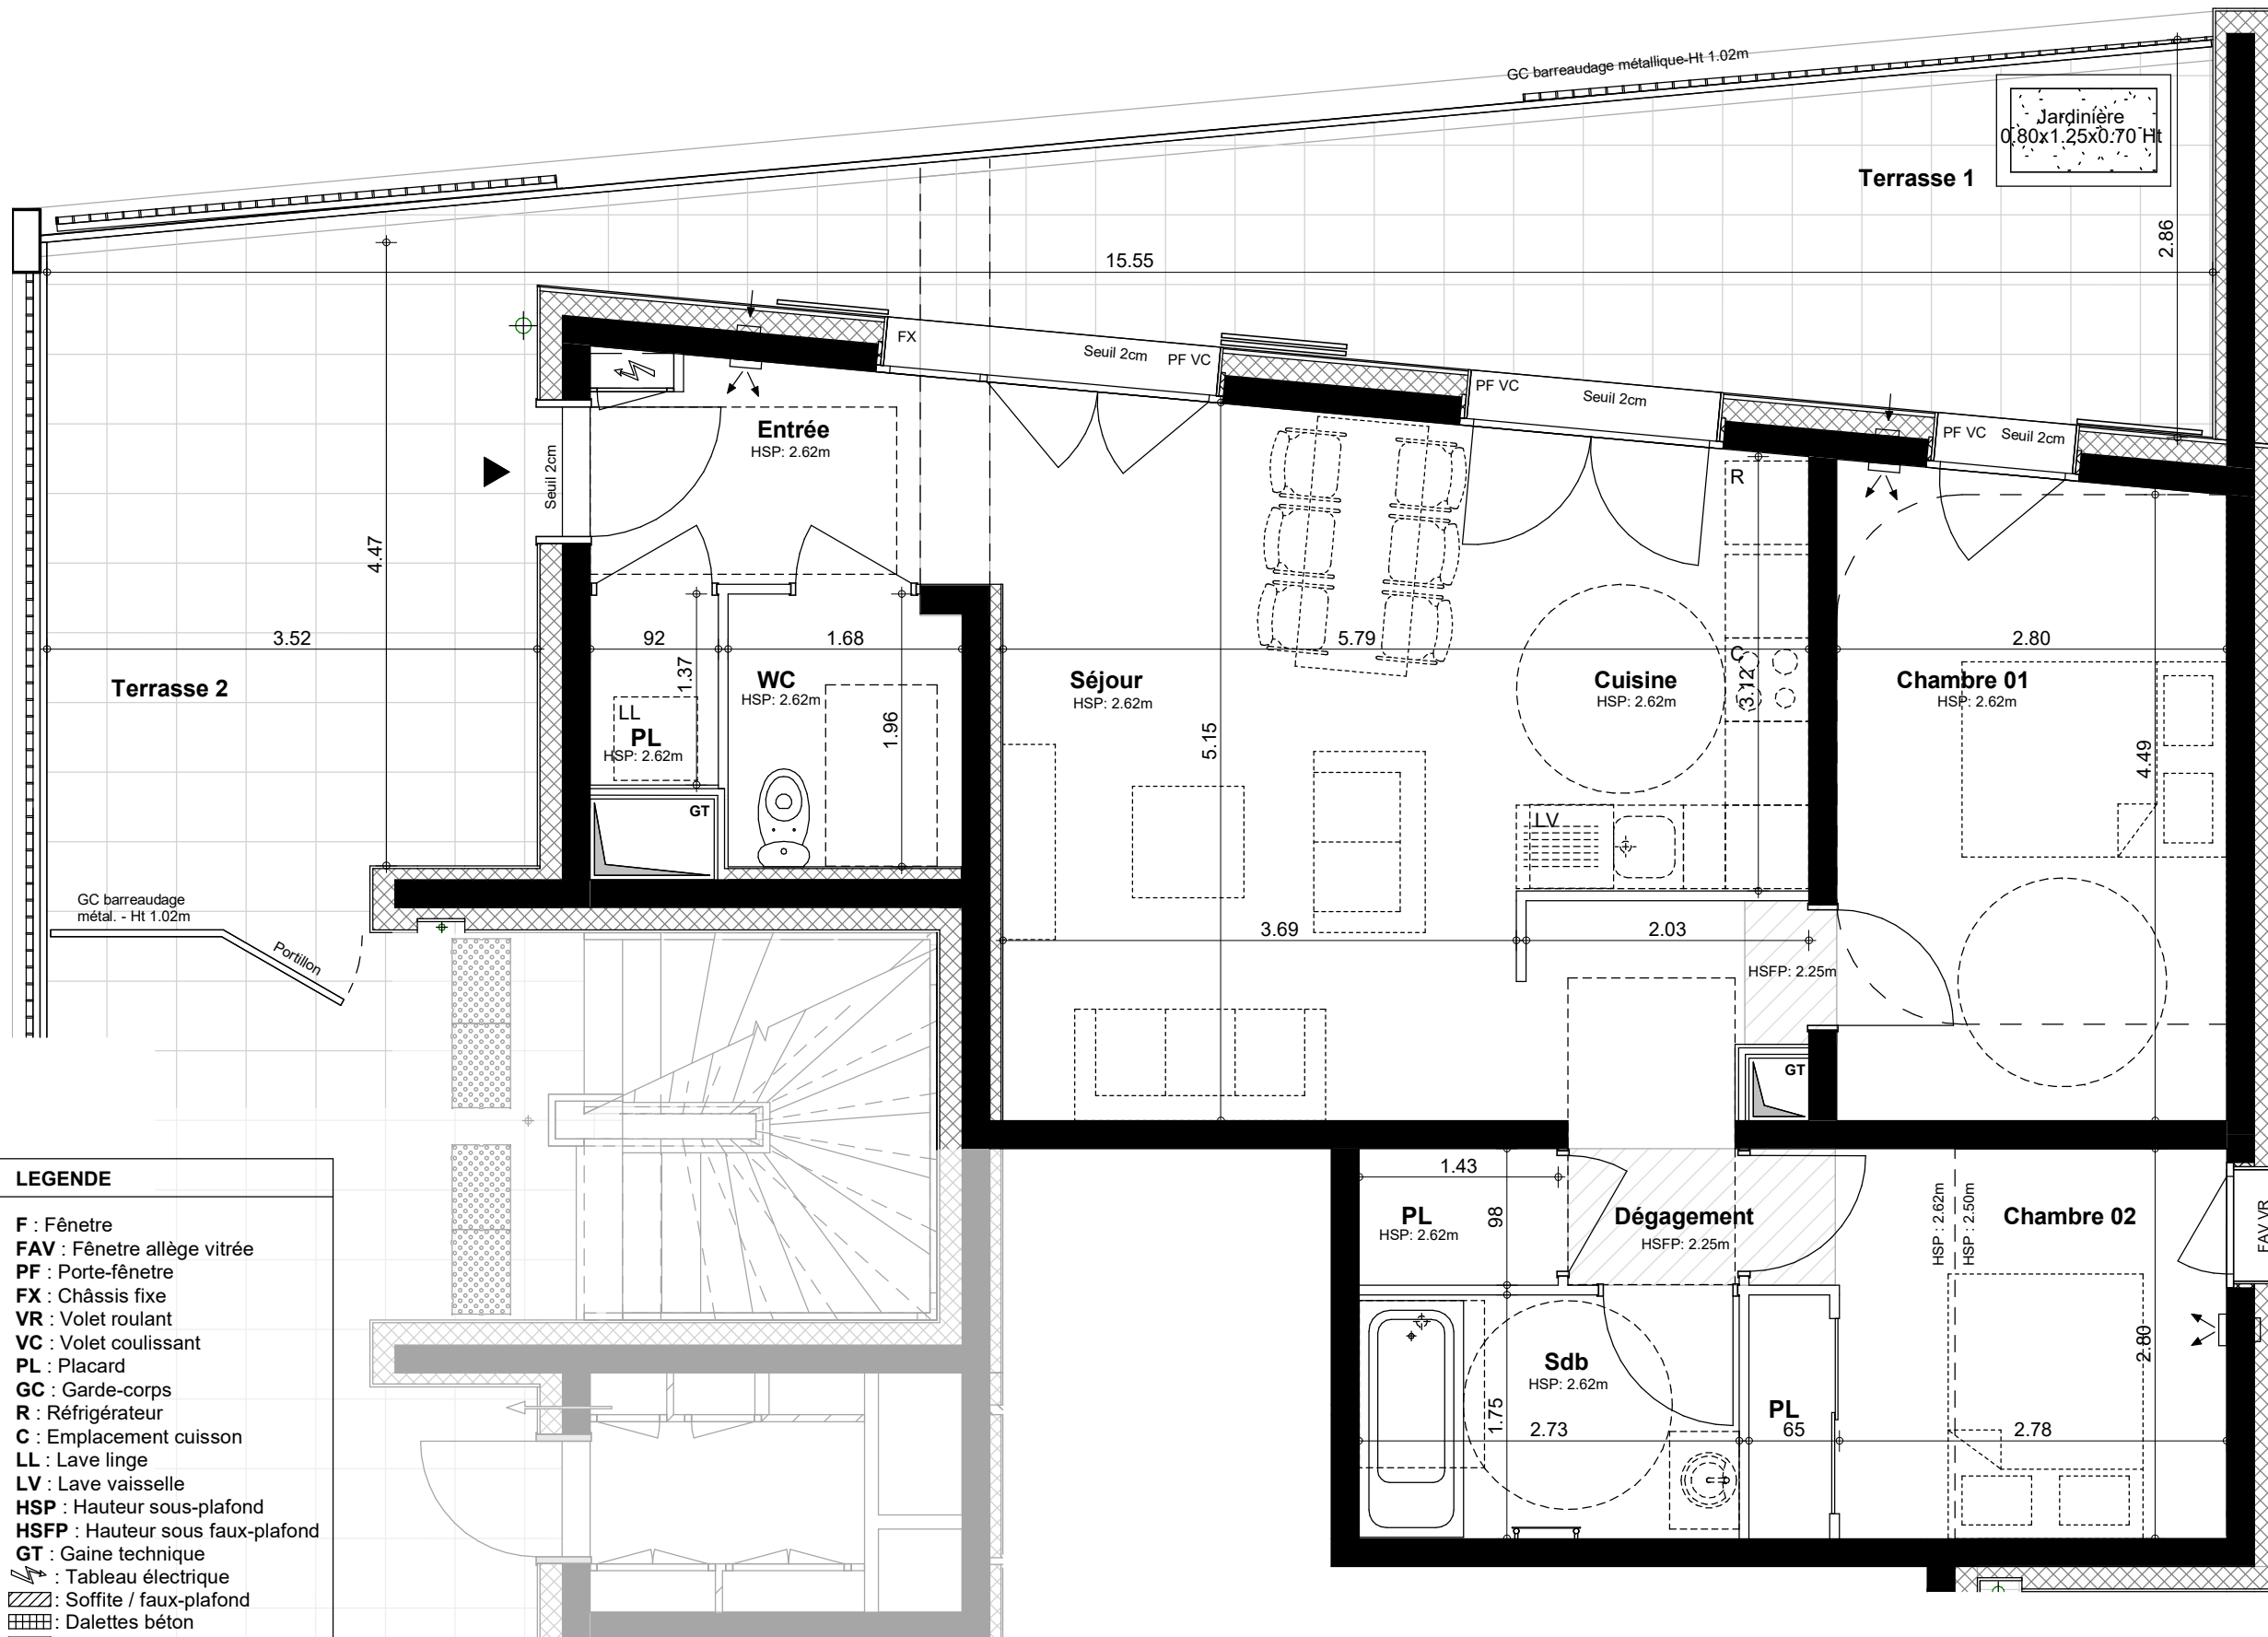 GC barreaudage métallique-Ht 1.02m
Jardinière
0.80x1.25x0.70 Ht
Terrasse 1
2.86
15.55
FX
Seuil 2cm
PF VC
PF VC
Seuil 2cm
PF VC
Seuil 2cm
Entrée
HSP: 2.62m
Seuil 2cm
R
4.47
3.52
92
1.68
5.79
2.80
1.37
Terrasse 2
WC
HSP: 2.62m
Séjour
HSP: 2.62m
Cuisine
HSP: 2.62m
C
3.12
Chambre 01
HSP: 2.62m
LL
PL
HSP: 2.62m
1.96
5.15
4.49
GT
LV
GC barreaudage
métal. - Ht 1.02m
Portillon
3.69
2.03
HSFP: 2.25m
GT
1.43
PL
HSP: 2.62m
98
Dégagement
HSFP: 2.25m
HSP : 2.62m
HSP : 2.50m
Chambre 02
FAV VR
Sdb
HSP: 2.62m
1.75
2.73
PL
65
2.78
2.80
LEGENDE
F : Fênetre
FAV : Fênetre allège vitrée
PF : Porte-fênetre
FX : Châssis fixe
VR : Volet roulant
VC : Volet coulissant
PL : Placard
GC : Garde-corps
R : Réfrigérateur
C : Emplacement cuisson
LL : Lave linge
LV : Lave vaisselle
HSP : Hauteur sous-plafond
HSFP : Hauteur sous faux-plafond
GT : Gaine technique
: Tableau électrique
: Soffite / faux-plafond
: Dalettes béton